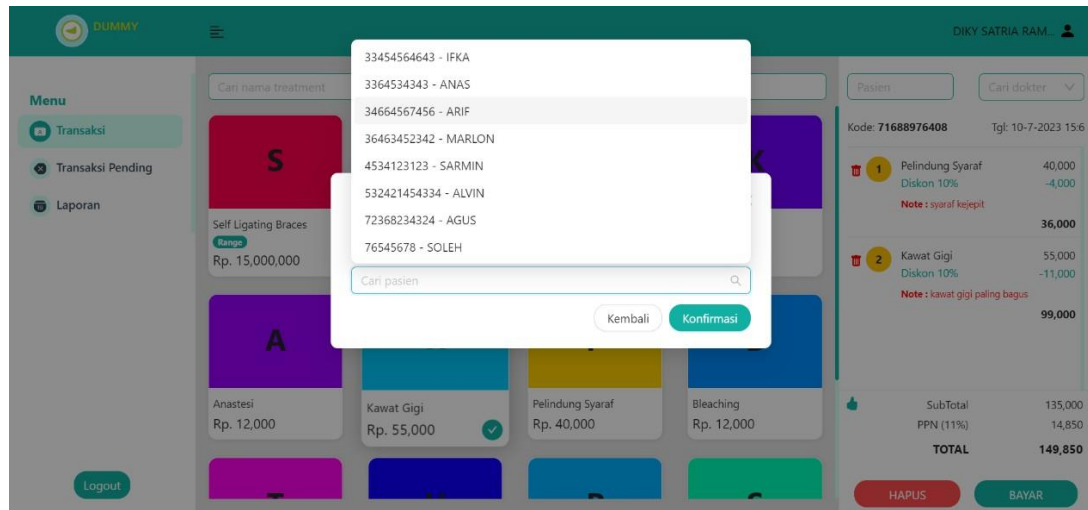 DUMMY
DIKY SATRIA RAM...
Menu
Transaksi
Transaksi Pending
Laporan
Logout
Cari nama treatment
S
Self Ligating Braces
Range
Rp. 15,000,000
33454564643 - IFKA
3364534343 - ANAS
34664567456 - ARIF
36463452342 - MARLON
4534123123 - SARMIN
532421454334 - ALVIN
72368234324 - AGUS
76545678 - SOLEH
Cari pasien
Kembali
Konfirmasi
A
Anastesi
Rp. 12,000
Kawat Gigi
Rp. 55,000
Pelindung Syaraf
Rp. 40,000
Bleaching
Rp. 12,000
Pasien
Cari dokter
Kode: 71688976408
Tgl: 10-7-2023 15:6
1
Pelindung Syaraf 40,000
Diskon 10% -4,000
Note : syaraf kejepit
36,000
2
Kawat Gigi 55,000
Diskon 10% -11,000
Note : kawat gigi paling bagus
99,000
SubTotal 135,000
PPN (11%) 14,850
TOTAL 149,850
HAPUS
BAYAR